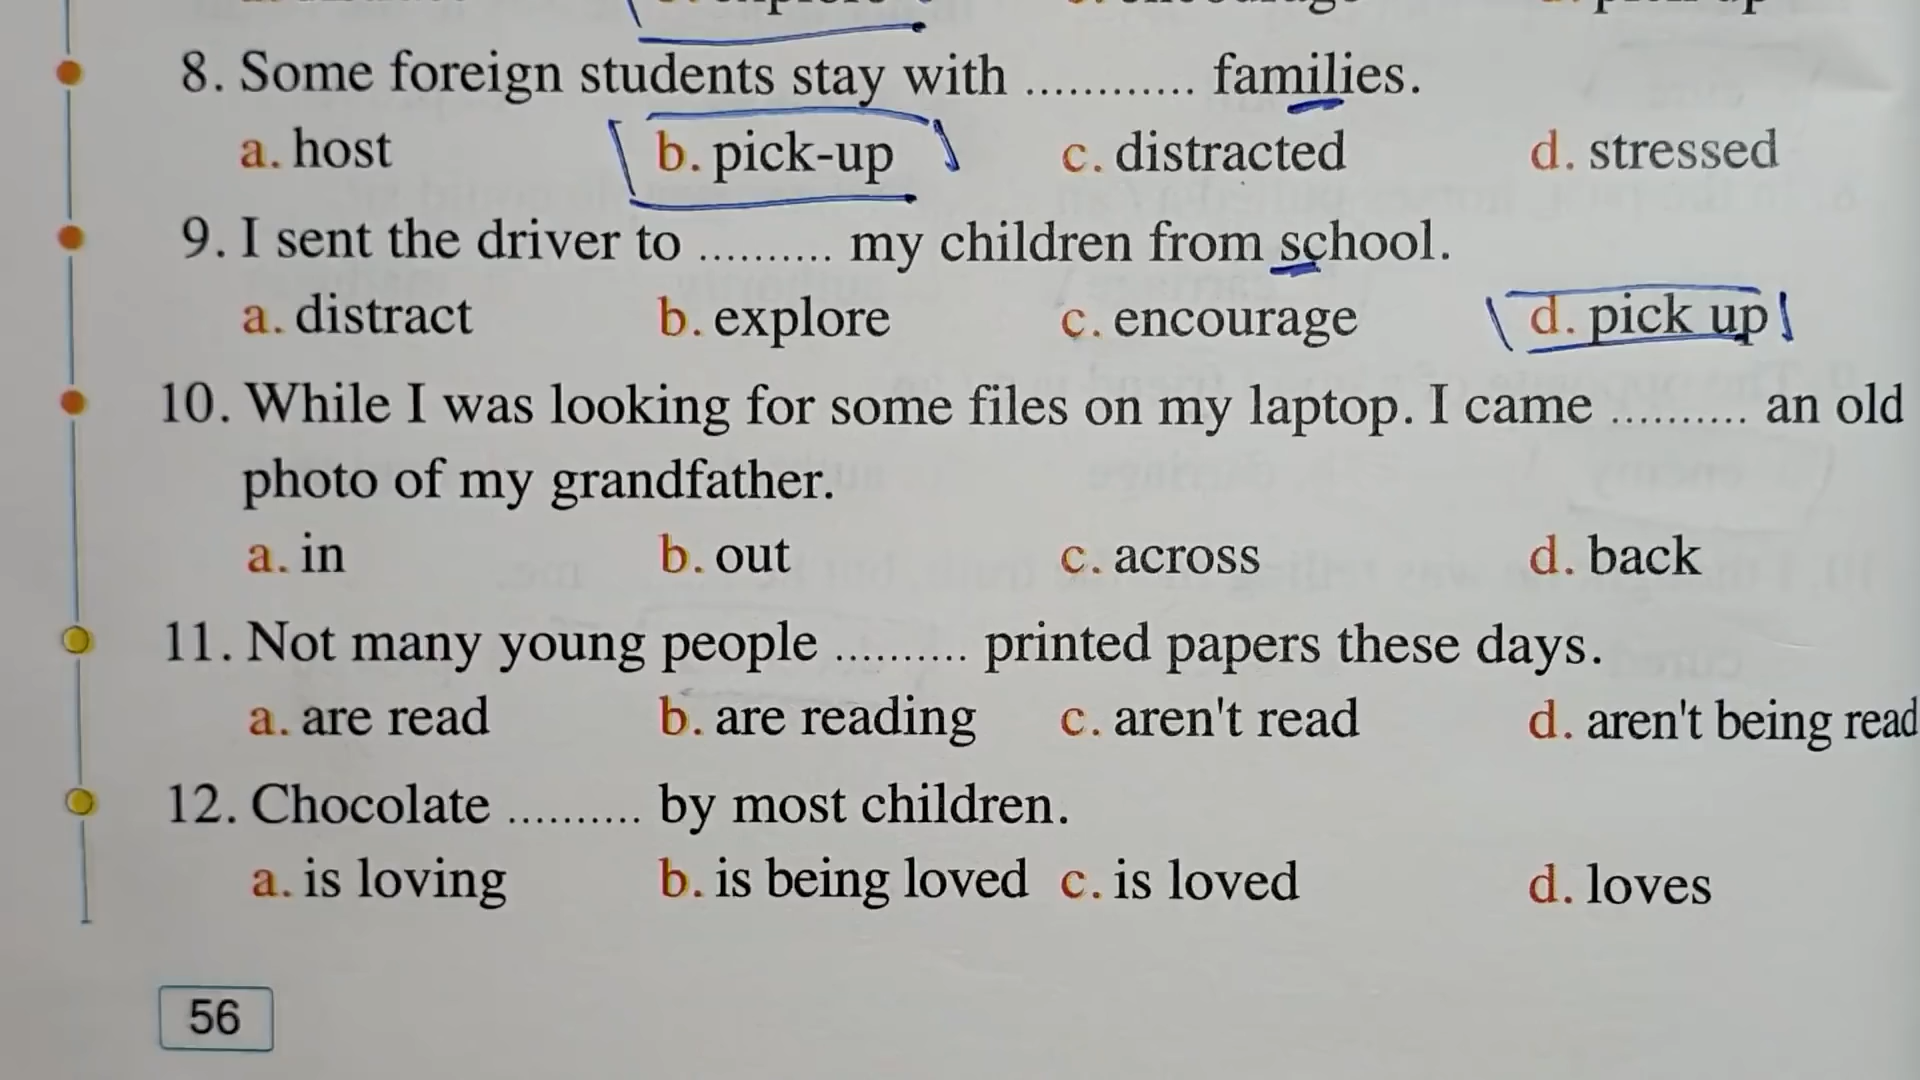 8. Some foreign students stay with ............ families.
a. host b. pick-up c. distracted d. stressed
9. I sent the driver to .......... my children from school.
a. distract b. explore c. encourage d. pick up
10. While I was looking for some files on my laptop. I came .......... an old
photo of my grandfather.
a. in b. out c. across d. back
11. Not many young people .......... printed papers these days.
a. are read b. are reading c. aren't read d. aren't being read
12. Chocolate .......... by most children.
a. is loving b. is being loved c. is loved d. loves
56